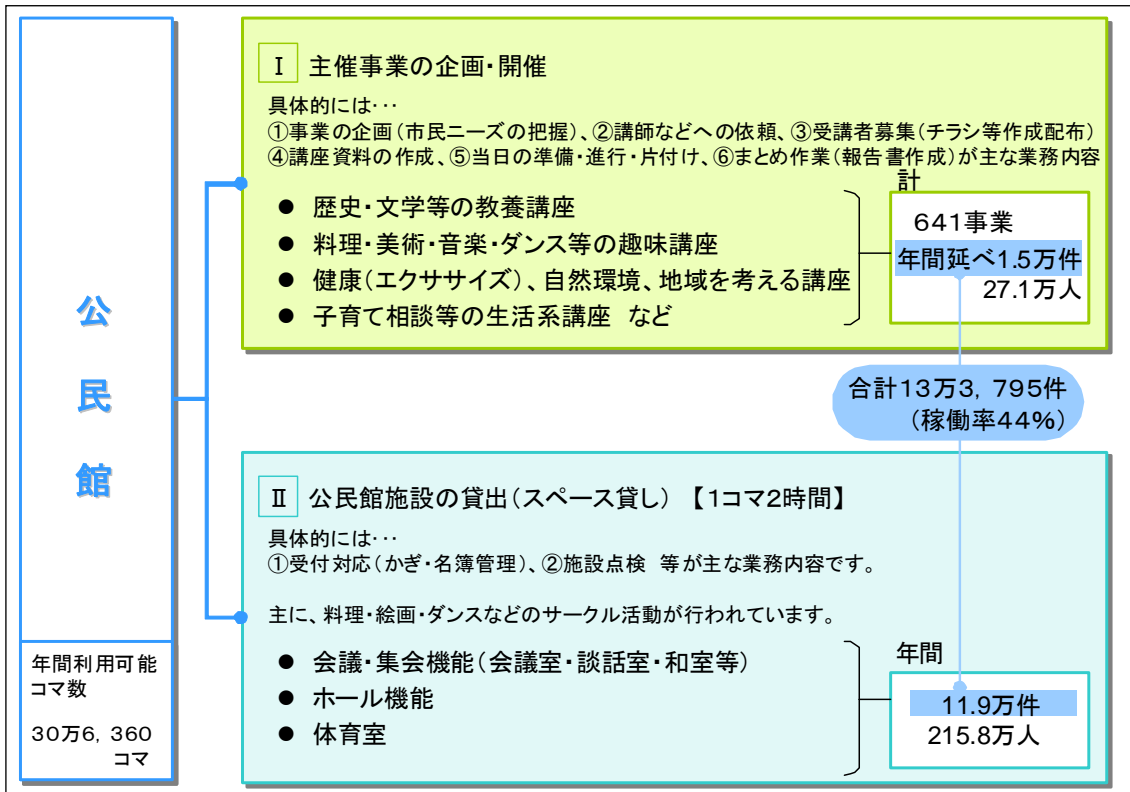 公
民
館
年間利用可能
コマ数
30万6，360
コマ
Ⅰ 主催事業の企画・開催
具体的には･･･
①事業の企画（市民ニーズの把握）、②講師などへの依頼、③受講者募集（チラシ等作成配布）
④講座資料の作成、⑤当日の準備・進行・片付け、⑥まとめ作業（報告書作成）が主な業務内容
● 歴史・文学等の教養講座
● 料理・美術・音楽・ダンス等の趣味講座
● 健康（エクササイズ）、自然環境、地域を考える講座
● 子育て相談等の生活系講座 など
計
641事業
年間延べ1.5万件
27.1万人
合計13万3，795件
（稼働率44％）
Ⅱ 公民館施設の貸出（スペース貸し） 【1コマ2時間】
具体的には･･･
①受付対応（かぎ・名簿管理）、②施設点検 等が主な業務内容です。
主に、料理・絵画・ダンスなどのサークル活動が行われています。
● 会議・集会機能（会議室・談話室・和室等）
● ホール機能
● 体育室
年間
11.9万件
215.8万人